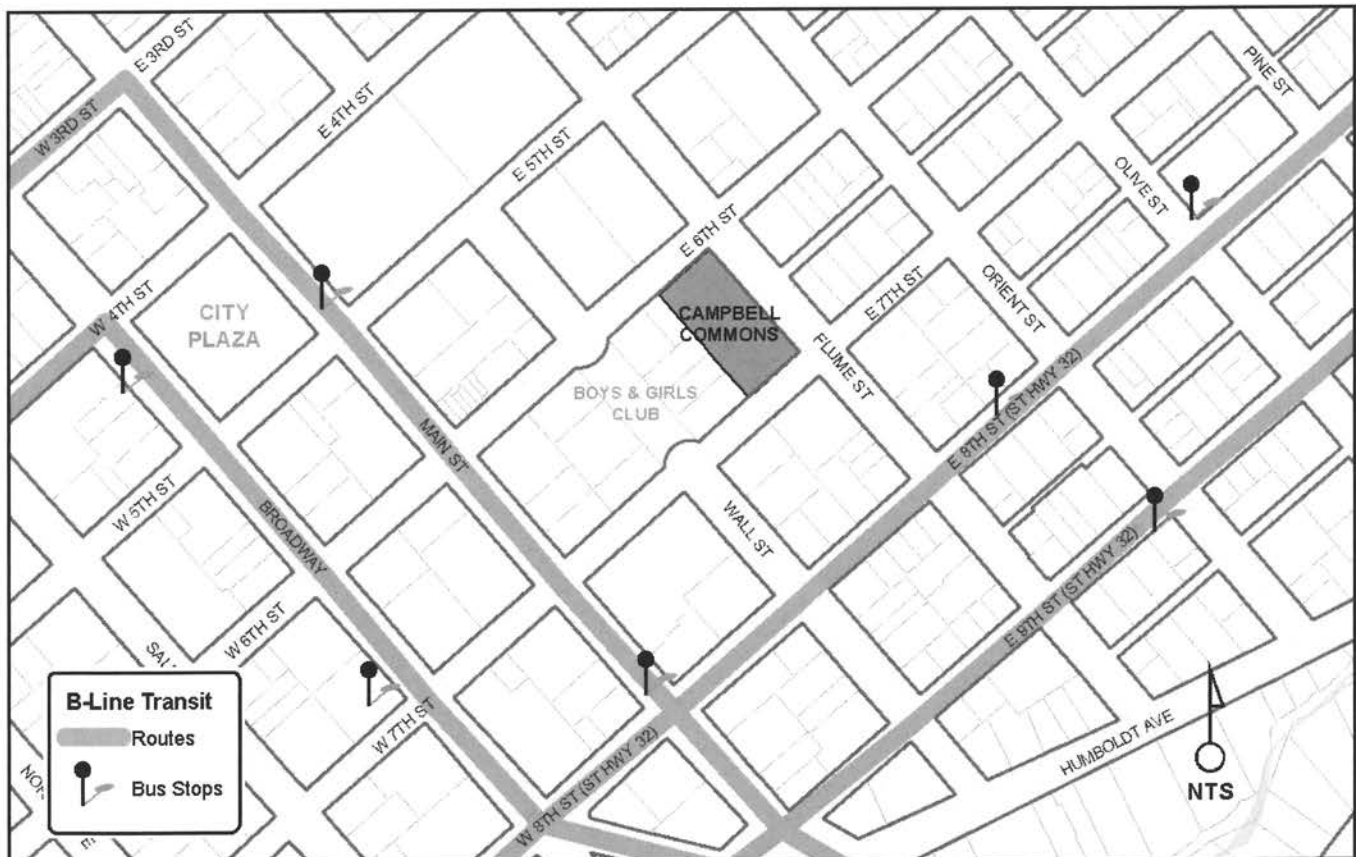 E 3RD ST
W 3RD ST
E 4TH ST
E 5TH ST
PINE ST
OLIVE ST
E 6TH ST
W 4TH ST
CITY
PLAZA
E 7TH ST
ORIENT ST
CAMPBELL
COMMONS
FLUME ST
BOYS & GIRLS
CLUB
E 8TH ST (ST HWY 32)
MAIN ST
W 5TH ST
BROADWAY
WALL ST
E 9TH ST (ST HWY 32)
W 6TH ST
W 7TH ST
W 8TH ST (ST HWY 32)
HUMBOLDT AVE
NTS
B-Line Transit
Routes
Bus Stops